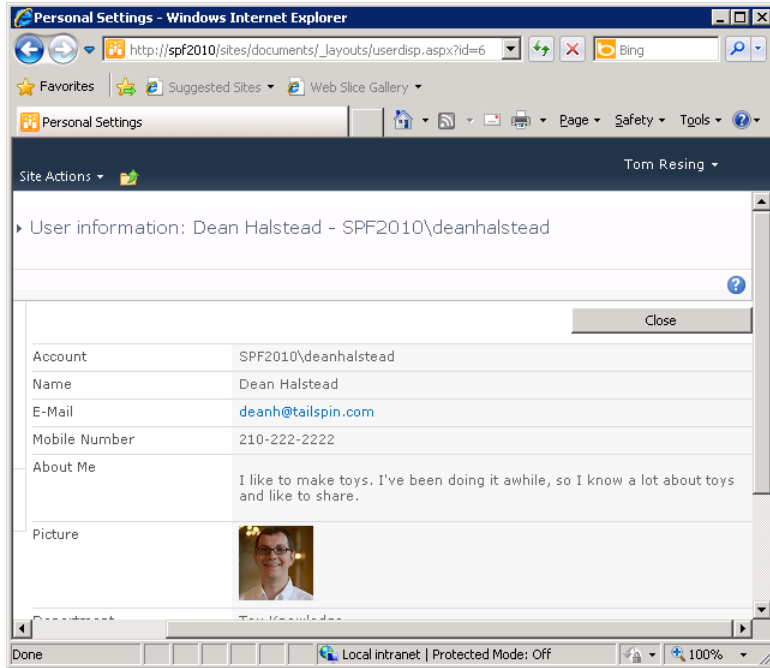 Personal Settings - Windows Internet Explorer
http://spf2010/sites/documents/_layouts/userdisp.aspx?id=6
Bing
Favorites Suggested Sites Web Slice Gallery
Personal Settings Page Safety Tools
Tom Resing
Site Actions
User information: Dean Halstead - SPF2010\deanhalstead
Close
Account SPF2010\deanhalstead
Name Dean Halstead
E-Mail deanh@tailspin.com
Mobile Number 210-222-2222
About Me
I like to make toys. I've been doing it awhile, so I know a lot about toys
and like to share.
Picture
Department Toy Knowledge
Done Local intranet | Protected Mode: Off 100%